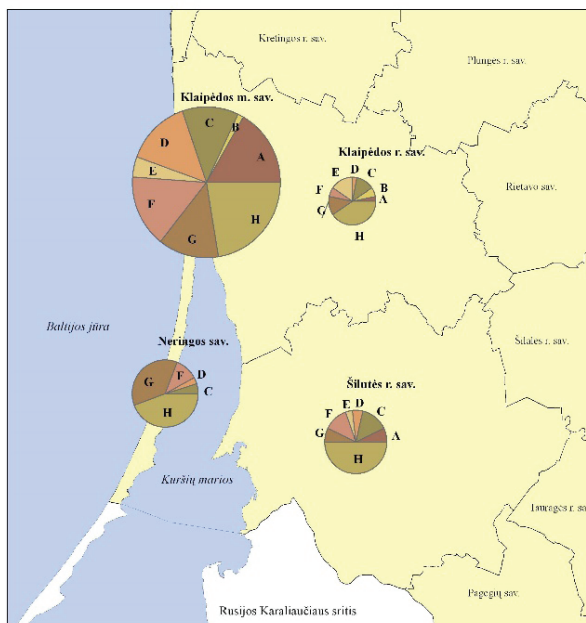 Kretingos r. sav.
Plungės r. sav.
Klaipėdos m. sav.
C
B
D
A
E
F
H
G
Klaipėdos r. sav.
E
D
C
F
B
A
G
H
Rietavo sav.
Baltijos jūra
Neringos sav.
G
F
D
C
H
Šilalės r. sav.
Šilutės r. sav.
E
D
F
C
G
A
H
Kuršių marios
Tauragės r. sav.
Pagėgių sav.
Rusijos Karaliaučiaus sritis